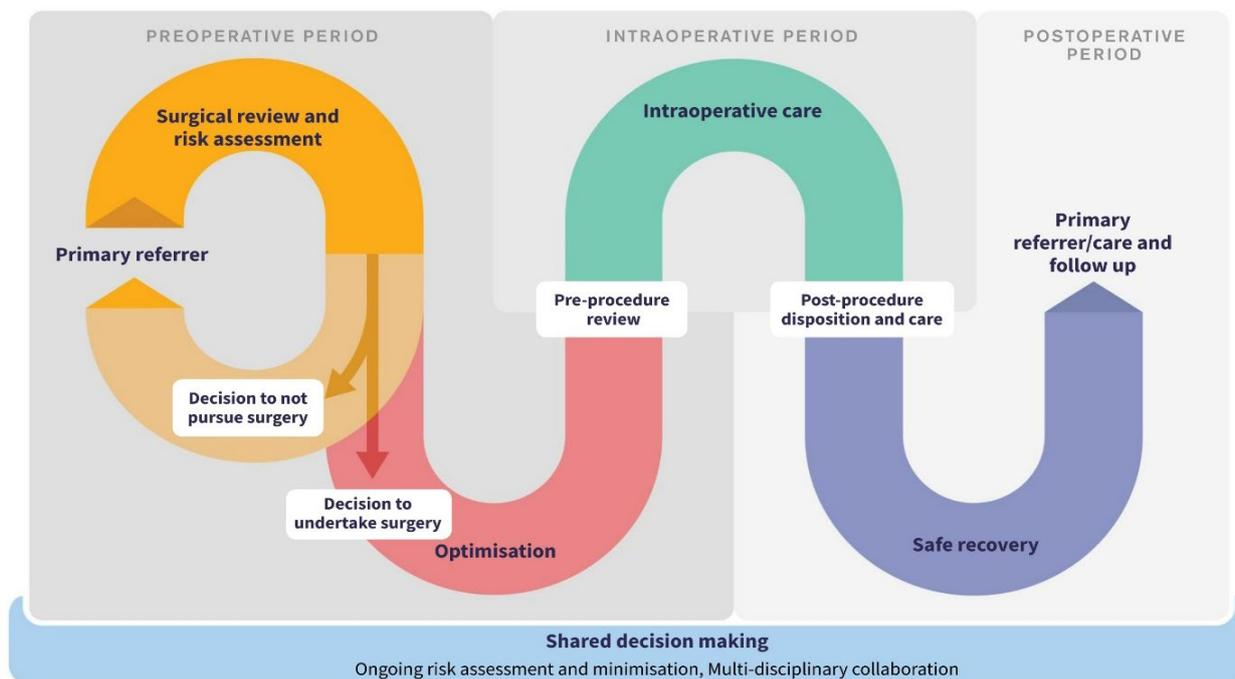 PREOPERATIVE PERIOD
INTRAOPERATIVE PERIOD
POSTOPERATIVE
PERIOD
Surgical review and
risk assessment
Intraoperative care
Primary referrer
Primary
referrer/care and
follow up
Pre-procedure
review
Post-procedure
disposition and care
Decision to not
pursue surgery
Decision to
undertake surgery
Optimisation
Safe recovery
Shared decision making
Ongoing risk assessment and minimisation, Multi-disciplinary collaboration